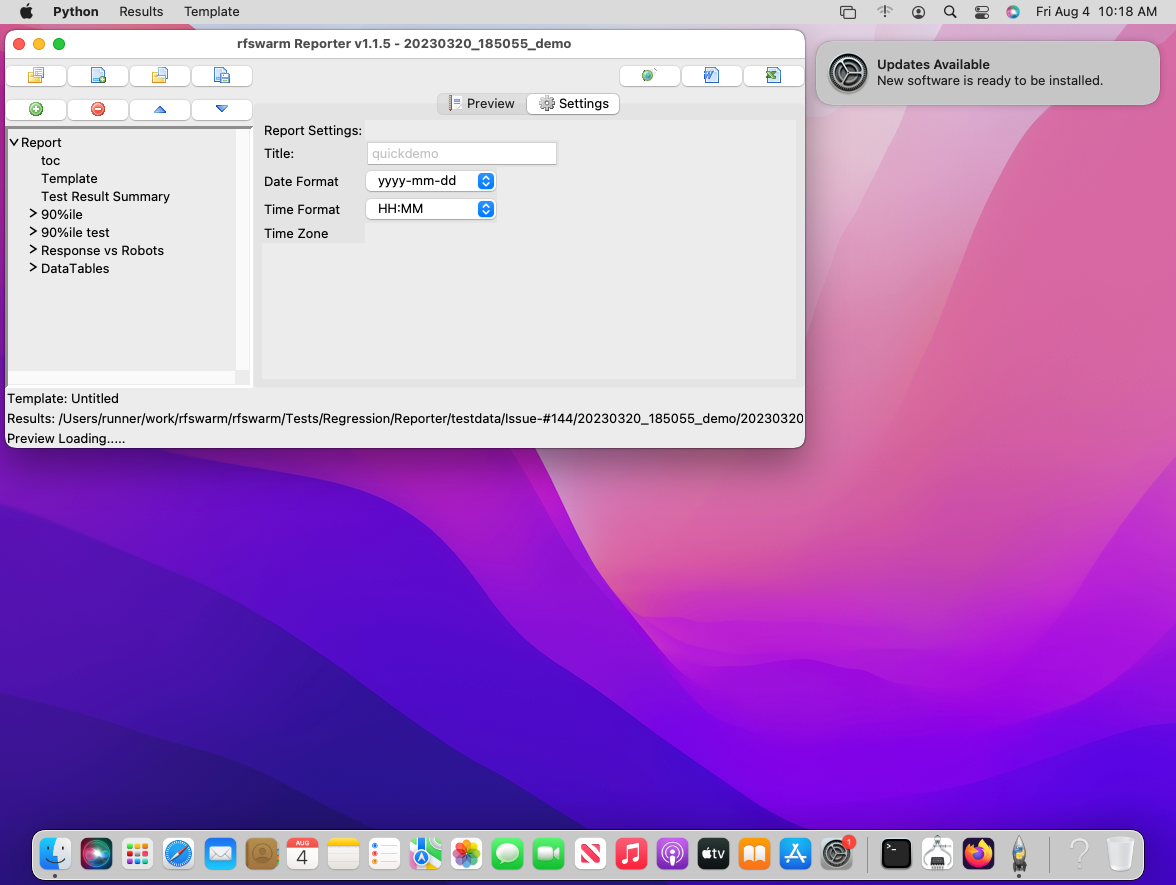 Python Results Template Fri Aug 4 10:18 AM
rfswarm Reporter v1.1.5 - 20230320_185055_demo
Updates Available
New software is ready to be installed.
Preview Settings
Report
toc
Template
Test Result Summary
90%ile
90%ile test
Response vs Robots
DataTables
Report Settings:
Title: quickdemo
Date Format yyyy-mm-dd
Time Format HH:MM
Time Zone
Template: Untitled
Results: /Users/runner/work/rfswarm/rfswarm/Tests/Regression/Reporter/testdata/Issue-#144/20230320_185055_demo/20230320
Preview Loading.....
AUG
4
tv
1